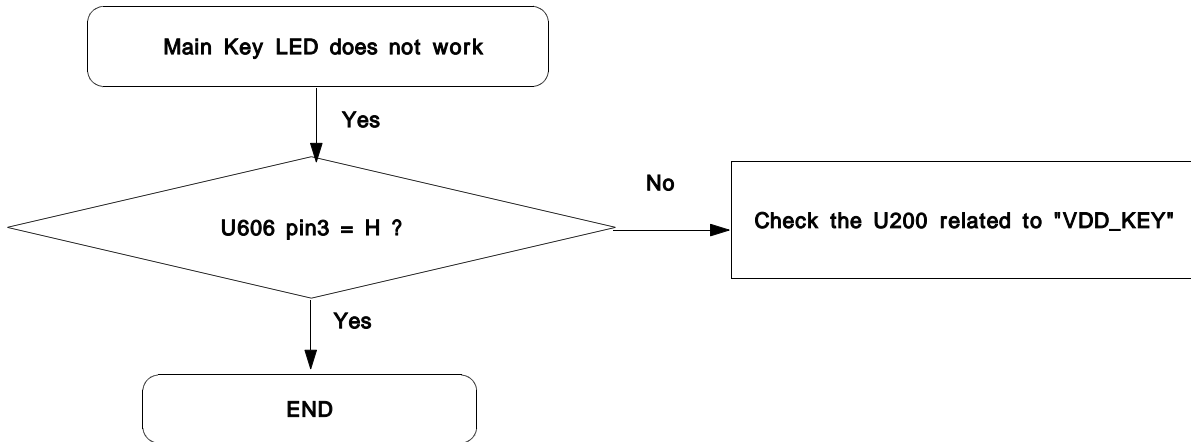 Main Key LED does not work
Yes
U606 pin3 = H ?
No
Check the U200 related to "VDD_KEY"
Yes
END